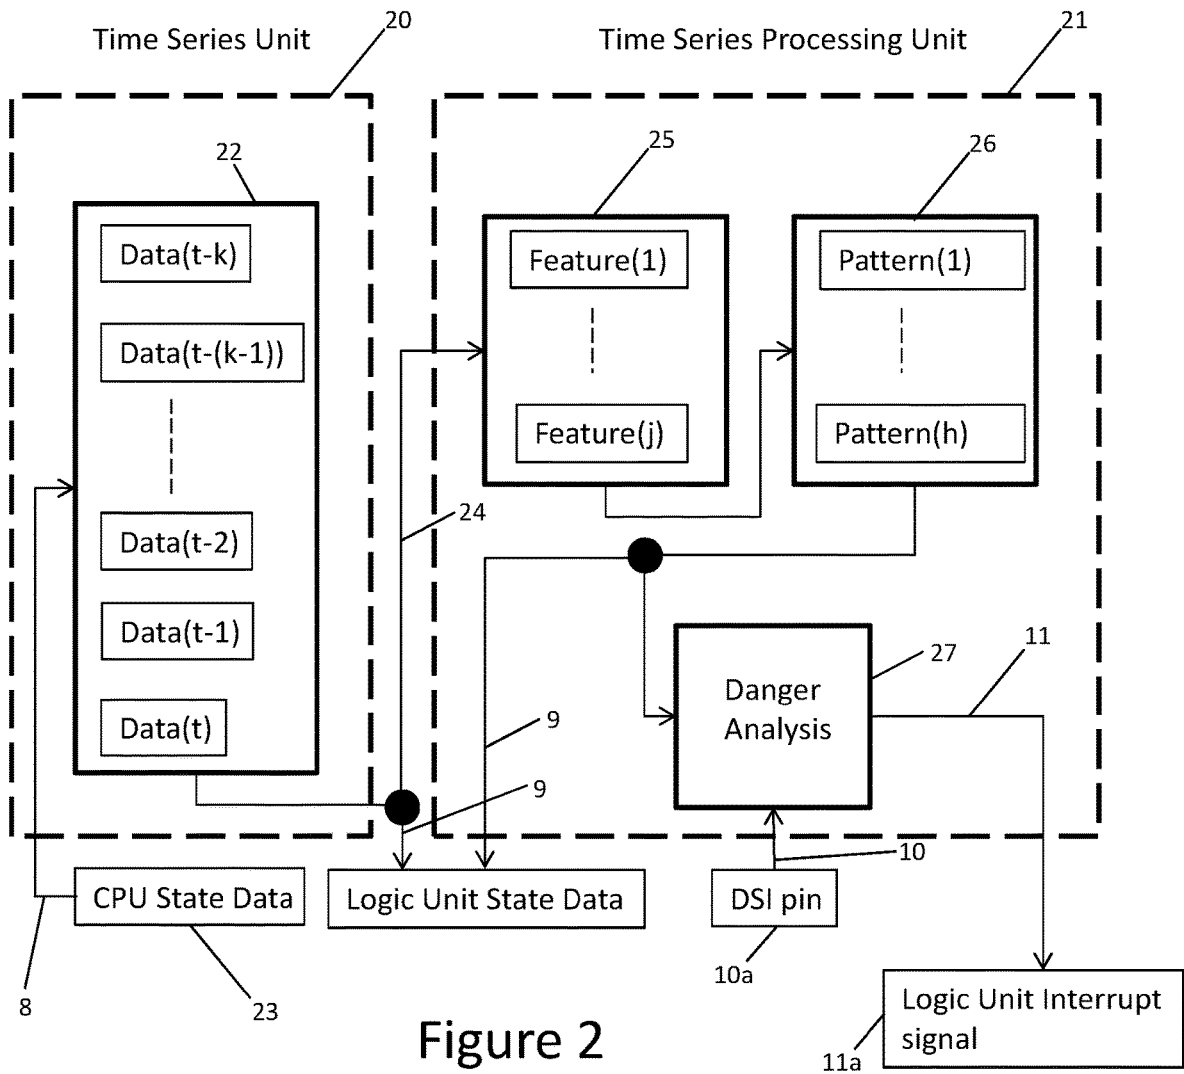 Time Series Unit
20
Time Series Processing Unit
21
22
25
26
Data(t-k)
Data(t-(k-1))
Data(t-2)
Data(t-1)
Data(t)
Feature(1)
Feature(j)
Pattern(1)
Pattern(h)
24
Danger
Analysis
27
11
9
9
10
CPU State Data
Logic Unit State Data
DSI pin
8
23
10a
Logic Unit Interrupt
signal
11a
Figure 2